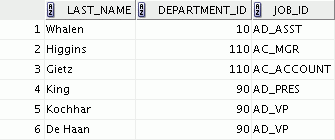 LAST_NAME DEPARTMENT_ID JOB_ID
1 Whalen 10 AD_ASST
2 Higgins 110 AC_MGR
3 Gietz 110 AC_ACCOUNT
4 King 90 AD_PRES
5 Kochhar 90 AD_VP
6 De Haan 90 AD_VP